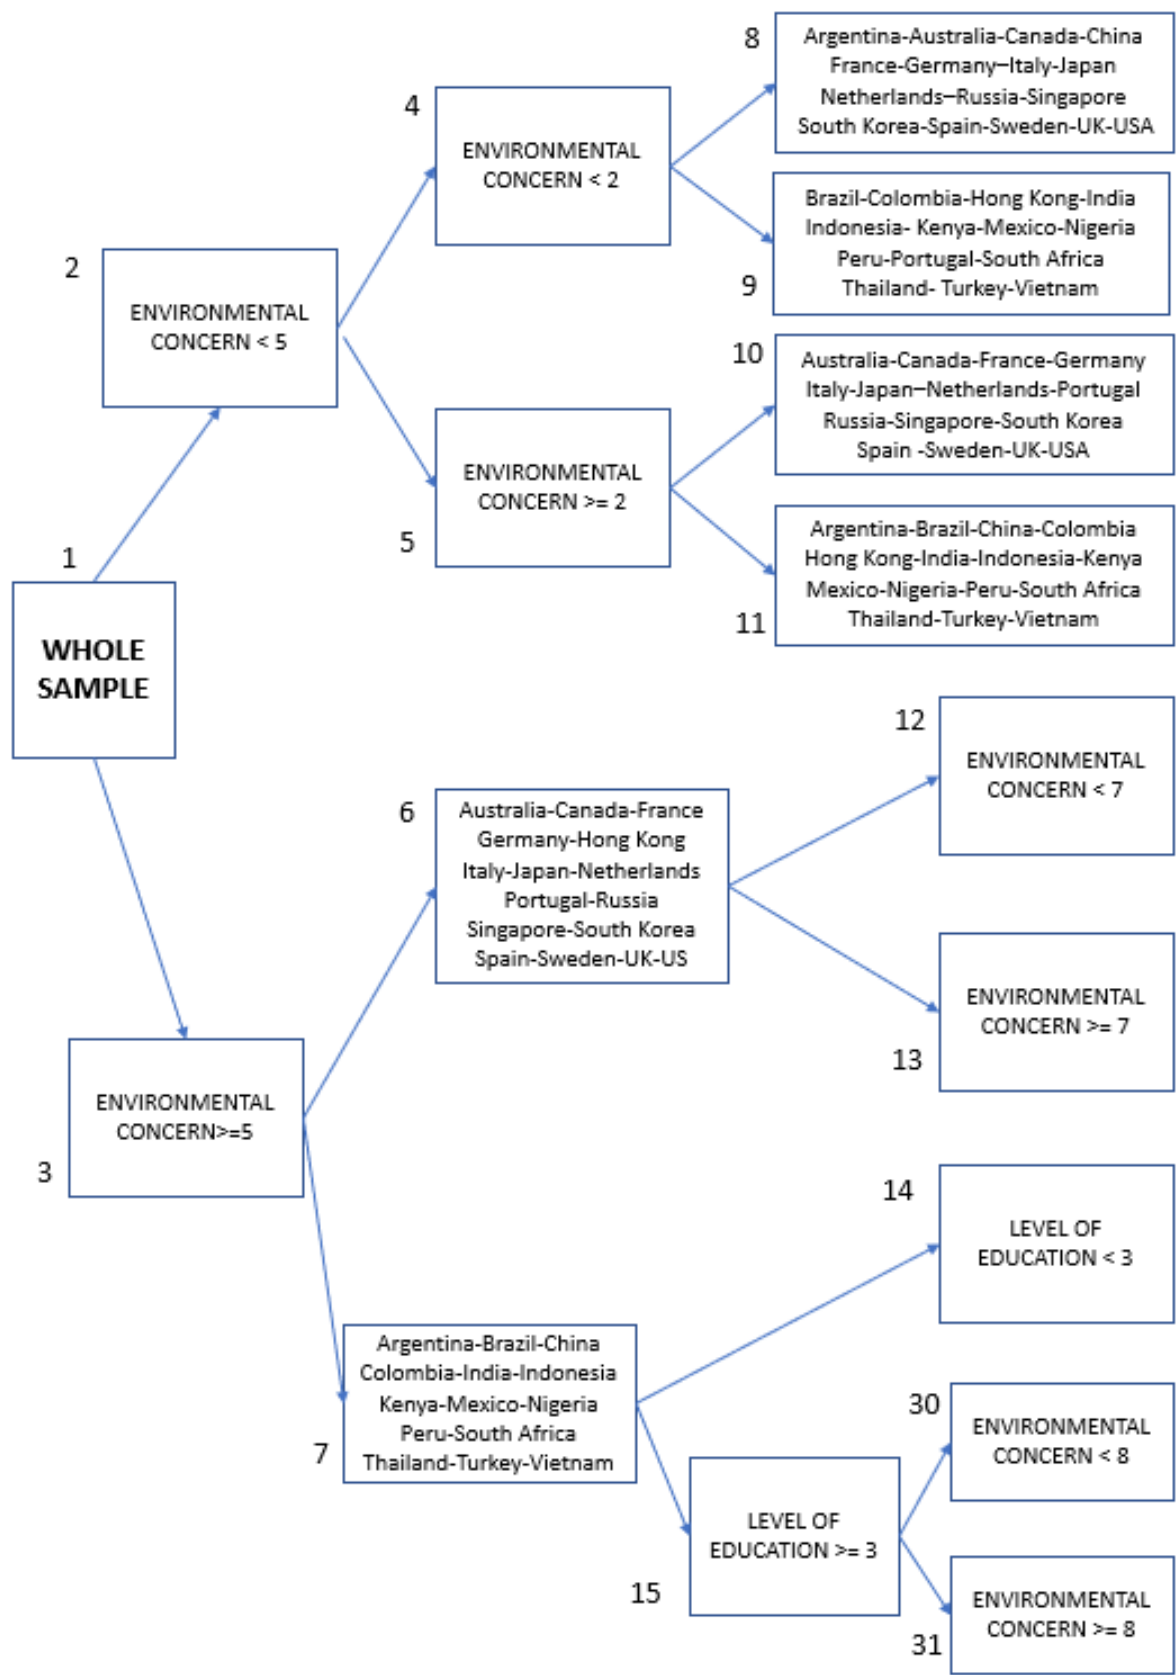 8
Argentina-Australia-Canada-China
France-Germany–Italy-Japan
Netherlands–Russia-Singapore
South Korea-Spain-Sweden-UK-USA
4
ENVIRONMENTAL
CONCERN < 2
9
Brazil-Colombia-Hong Kong-India
Indonesia- Kenya-Mexico-Nigeria
Peru-Portugal-South Africa
Thailand- Turkey-Vietnam
2
ENVIRONMENTAL
CONCERN < 5
10
Australia-Canada-France-Germany
Italy-Japan–Netherlands-Portugal
Russia-Singapore-South Korea
Spain -Sweden-UK-USA
5
ENVIRONMENTAL
CONCERN >= 2
11
Argentina-Brazil-China-Colombia
Hong Kong-India-Indonesia-Kenya
Mexico-Nigeria-Peru-South Africa
Thailand-Turkey-Vietnam
1
WHOLE
SAMPLE
12
ENVIRONMENTAL
CONCERN < 7
6
Australia-Canada-France
Germany-Hong Kong
Italy-Japan-Netherlands
Portugal-Russia
Singapore-South Korea
Spain-Sweden-UK-US
13
ENVIRONMENTAL
CONCERN >= 7
3
ENVIRONMENTAL
CONCERN>=5
14
LEVEL OF
EDUCATION < 3
7
Argentina-Brazil-China
Colombia-India-Indonesia
Kenya-Mexico-Nigeria
Peru-South Africa
Thailand-Turkey-Vietnam
30
ENVIRONMENTAL
CONCERN < 8
15
LEVEL OF
EDUCATION >= 3
31
ENVIRONMENTAL
CONCERN >= 8